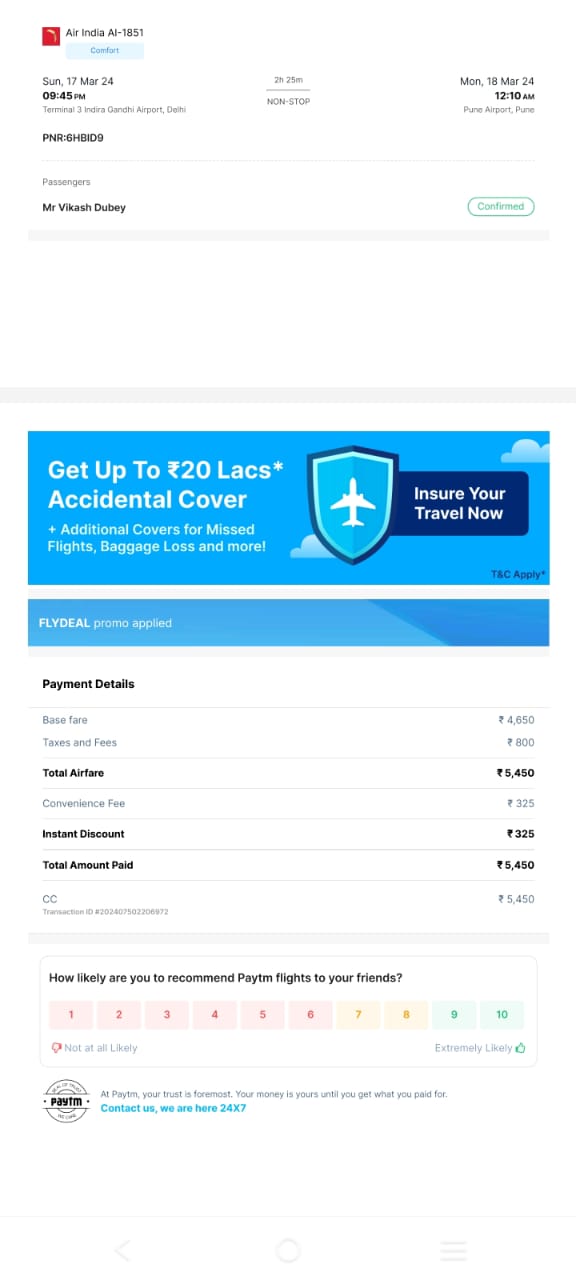 Air India AI-1851
Comfort
Sun, 17 Mar 24
2h 25m
Mon, 18 Mar 24
09:45 PM
NON-STOP
12:10 AM
Terminal 3 Indira Gandhi Airport, Delhi
Pune Airport, Pune
PNR:6HBID9
Passengers
Mr Vikash Dubey
Confirmed
Get Up To ₹20 Lacs*
Accidental Cover
+ Additional Covers for Missed
Flights, Baggage Loss and more!
Insure Your
Travel Now
T&C Apply*
FLYDEAL promo applied
Payment Details
Base fare ₹ 4,650
Taxes and Fees ₹ 800
Total Airfare ₹ 5,450
Convenience Fee ₹ 325
Instant Discount ₹ 325
Total Amount Paid ₹ 5,450
CC ₹ 5,450
Transaction ID #202407502206972
How likely are you to recommend Paytm flights to your friends?
1 2 3 4 5 6 7 8 9 10
Not at all Likely Extremely Likely
SEAL OF TRUST
paytm
At Paytm, your trust is foremost. Your money is yours until you get what you paid for.
Contact us, we are here 24X7